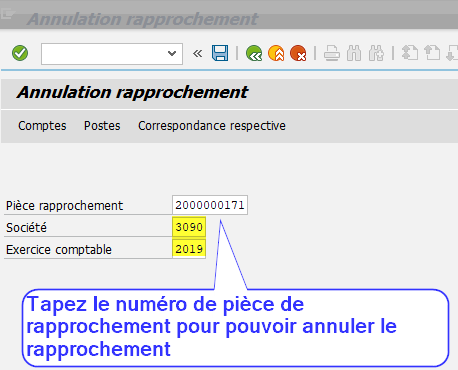 Annulation rapprochement
Annulation rapprochement
Comptes Postes Correspondance respective
Pièce rapprochement 2000000171
Société 3090
Exercice comptable 2019
Tapez le numéro de pièce de
rapprochement pour pouvoir annuler le
rapprochement